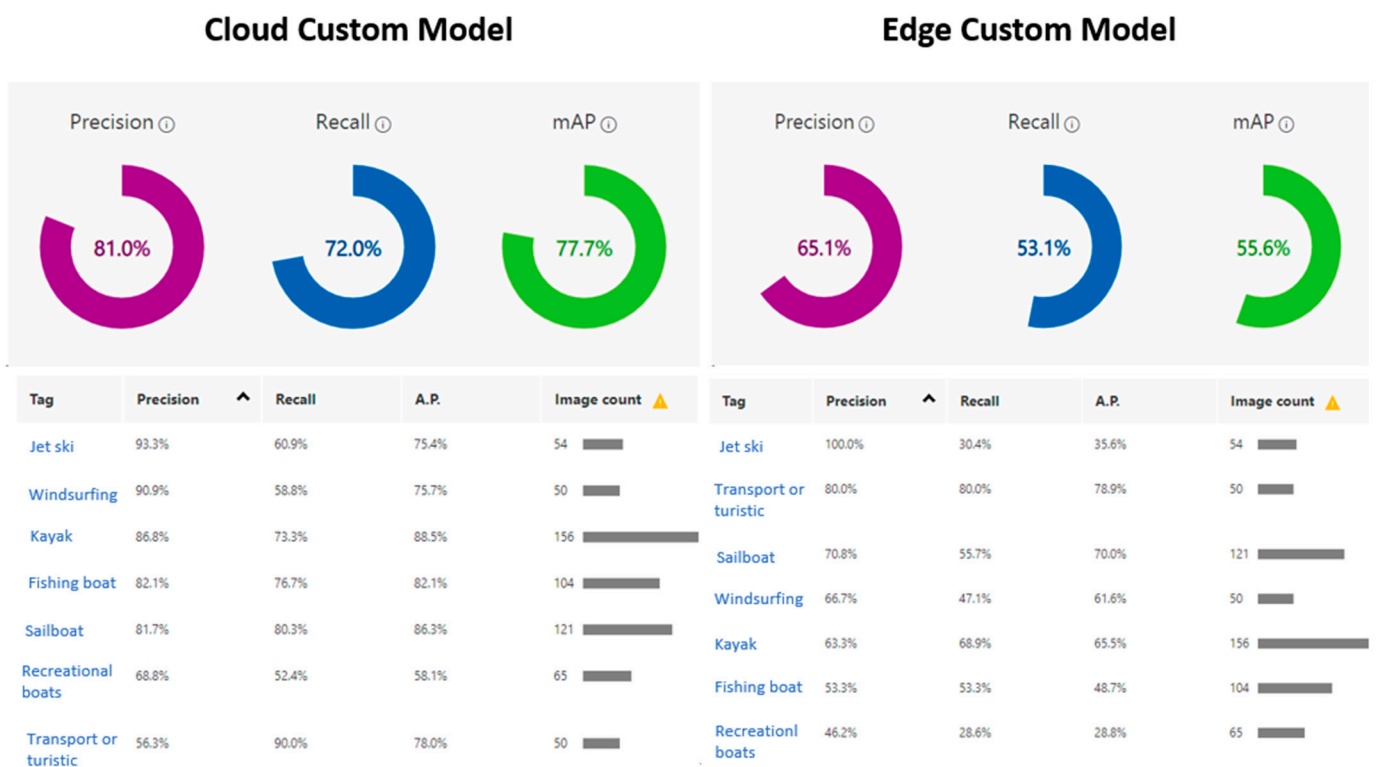 Cloud Custom Model
Edge Custom Model
Precision Recall mAP
81.0% 72.0% 77.7%
Precision Recall mAP
65.1% 53.1% 55.6%
Tag Precision Recall A.P. Image count
Jet ski 93.3% 60.9% 75.4% 54
Windsurfing 90.9% 58.8% 75.7% 50
Kayak 86.8% 73.3% 88.5% 156
Fishing boat 82.1% 76.7% 82.1% 104
Sailboat 81.7% 80.3% 86.3% 121
Recreational
boats 68.8% 52.4% 58.1% 65
Transport or
turistic 56.3% 90.0% 78.0% 50
Tag Precision Recall A.P. Image count
Jet ski 100.0% 30.4% 35.6% 54
Transport or
turistic 80.0% 80.0% 78.9% 50
Sailboat 70.8% 55.7% 70.0% 121
Windsurfing 66.7% 47.1% 61.6% 50
Kayak 63.3% 68.9% 65.5% 156
Fishing boat 53.3% 53.3% 48.7% 104
Recreationl
boats 46.2% 28.6% 28.8% 65